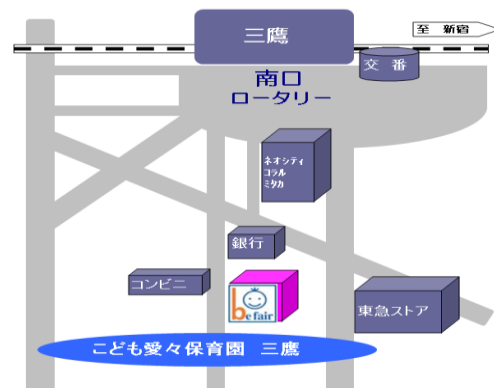 至 新宿
三鷹
交番
南口
ロータリー
ネオシティ
コラル
ミタカ
銀行
コンビニ
be fair
東急ストア
こども愛々保育園 三鷹